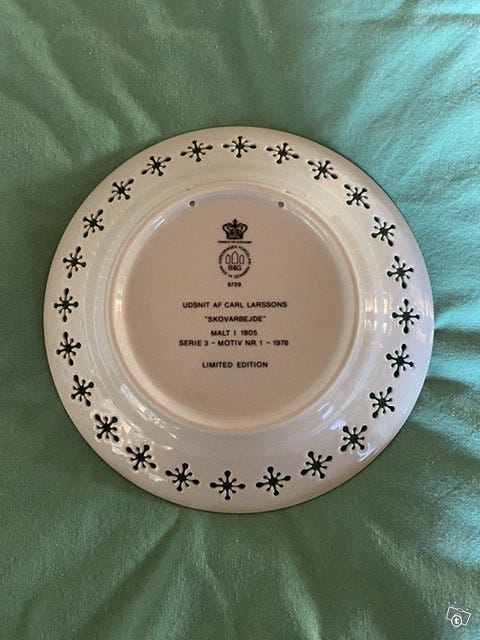 B&G
8729
UDSNIT AF CARL LARSSONS
"SKOVARBEJDE"
MALT I 1905
SERIE 3 - MOTIV NR. 1 - 1978
LIMITED EDITION